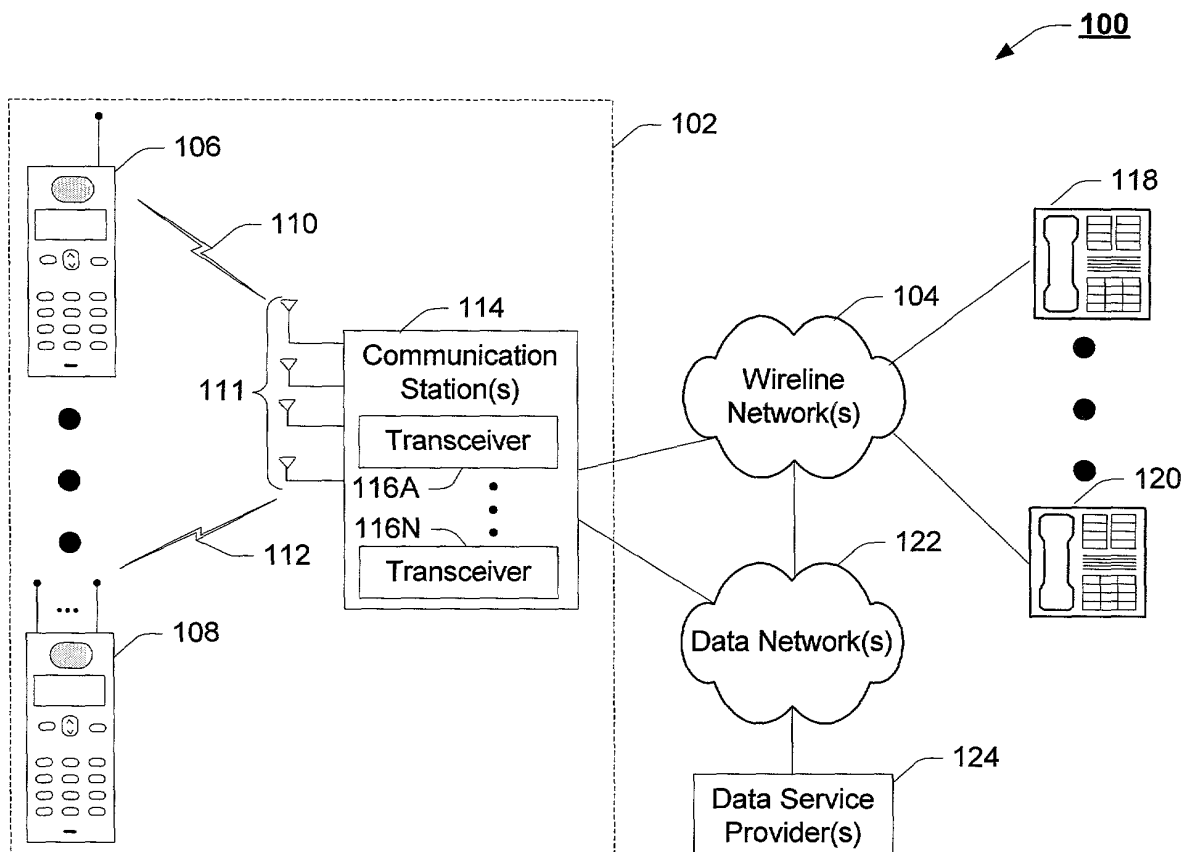 100
102
106
118
110
104
114
Communication
Station(s)
111
Wireline
Network(s)
Transceiver
116A
120
116N
112
122
Transceiver
...
108
Data Network(s)
124
Data Service
Provider(s)